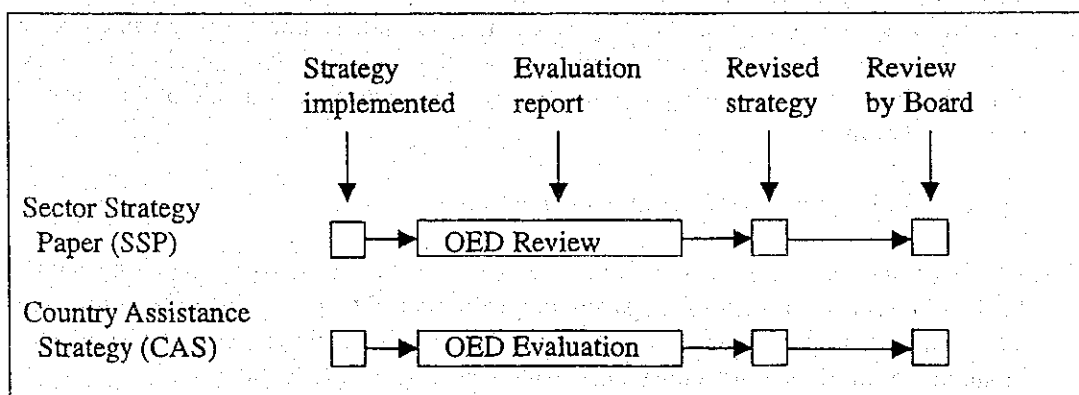 Strategy
implemented
Evaluation
report
Revised
strategy
Review
by Board
Sector Strategy
Paper (SSP)
OED Review
Country Assistance
Strategy (CAS)
OED Evaluation